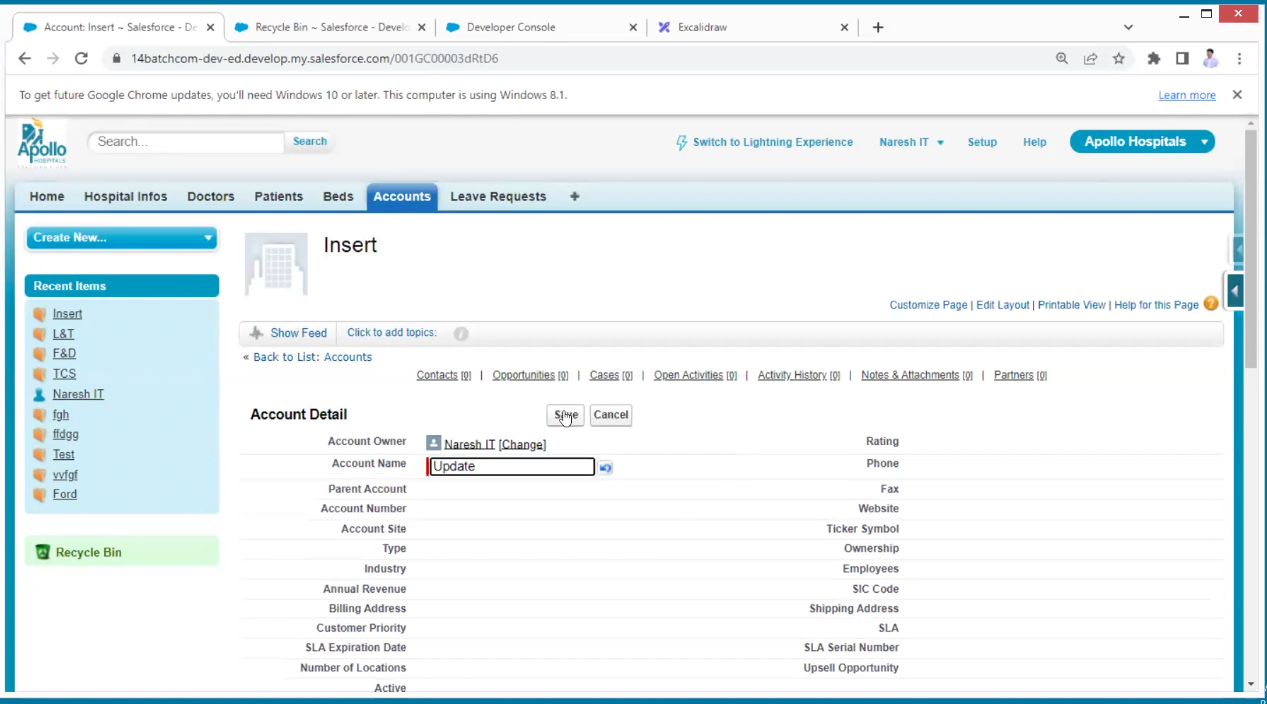 Account: Insert ~ Salesforce - De
Recycle Bin ~ Salesforce - Develo
Developer Console
Excalidraw
14batchcom-dev-ed.develop.my.salesforce.com/001GC00003dRtD6
To get future Google Chrome updates, you'll need Windows 10 or later. This computer is using Windows 8.1.
Learn more
Apollo
HOSPITALS
Search...
Search
Switch to Lightning Experience
Naresh IT
Setup
Help
Apollo Hospitals
Home
Hospital Infos
Doctors
Patients
Beds
Accounts
Leave Requests
Create New...
Recent Items
Insert
L&T
F&D
TCS
Naresh IT
fgh
ffdgg
Test
vvfgf
Ford
Recycle Bin
Insert
Customize Page | Edit Layout | Printable View | Help for this Page ?
Show Feed
Click to add topics:
« Back to List: Accounts
Contacts [0] | Opportunities [0] | Cases [0] | Open Activities [0] | Activity History [0] | Notes & Attachments [0] | Partners [0]
Account Detail
Save
Cancel
Account Owner
Naresh IT [Change]
Rating
Account Name
Update
Phone
Parent Account
Fax
Account Number
Website
Account Site
Ticker Symbol
Type
Ownership
Industry
Employees
Annual Revenue
SIC Code
Billing Address
Shipping Address
Customer Priority
SLA
SLA Expiration Date
SLA Serial Number
Number of Locations
Upsell Opportunity
Active